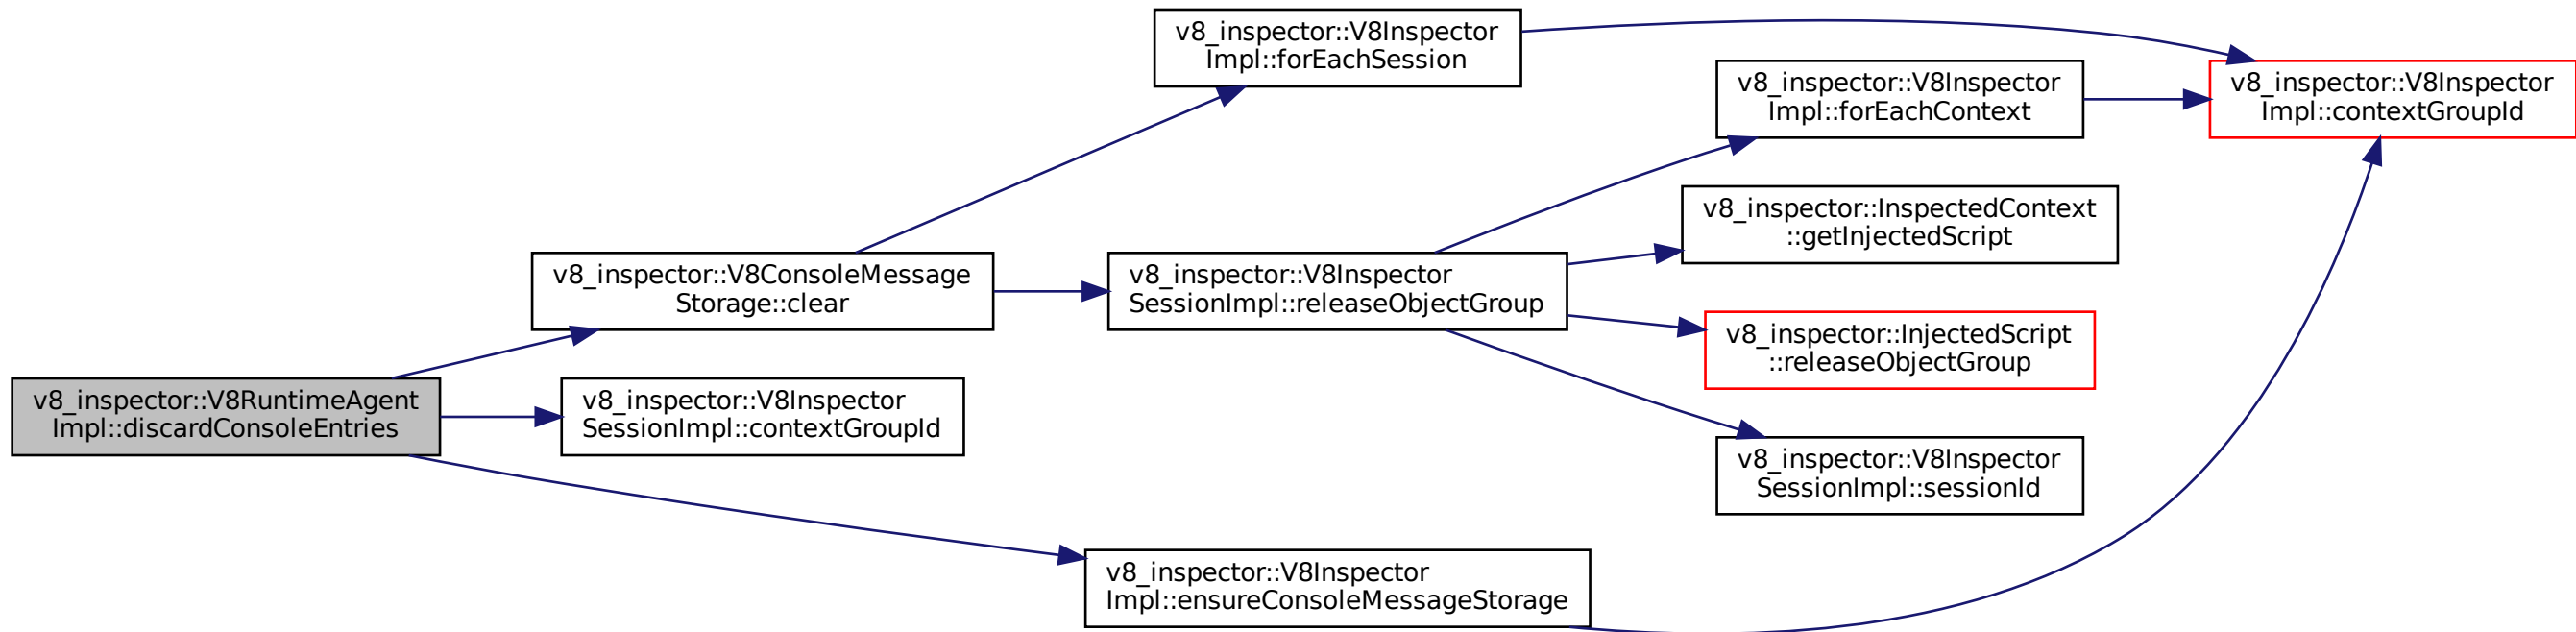 v8_inspector::V8Inspector
Impl::forEachSession
v8_inspector::V8Inspector
Impl::forEachContext
v8_inspector::V8Inspector
Impl::contextGroupId
v8_inspector::InspectedContext
::getInjectedScript
v8_inspector::V8ConsoleMessage
Storage::clear
v8_inspector::V8Inspector
SessionImpl::releaseObjectGroup
v8_inspector::InjectedScript
::releaseObjectGroup
v8_inspector::V8RuntimeAgent
Impl::discardConsoleEntries
v8_inspector::V8Inspector
SessionImpl::contextGroupId
v8_inspector::V8Inspector
SessionImpl::sessionId
v8_inspector::V8Inspector
Impl::ensureConsoleMessageStorage